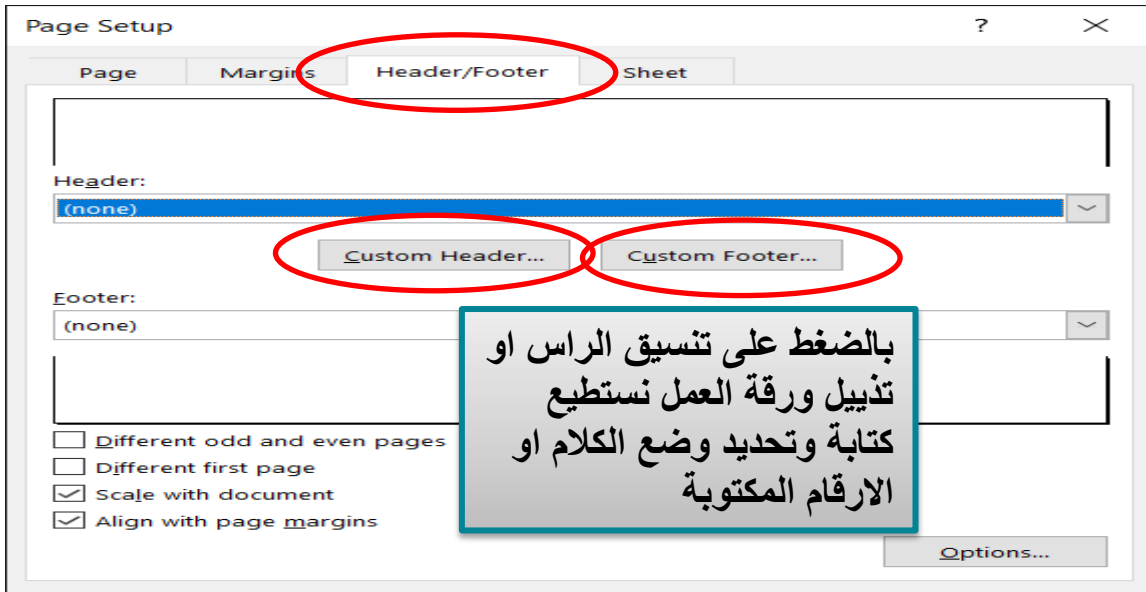 Page Setup ? ×
Page Margins Header/Footer Sheet
Header:
(none)
Custom Header... Custom Footer...
Footer:
(none)
بالضغط على تنسيق الراس او
تذييل ورقة العمل نستطيع
كتابة وتحديد وضع الكلام او
الارقام المكتوبة
Different odd and even pages
Different first page
Scale with document
Align with page margins
Options...